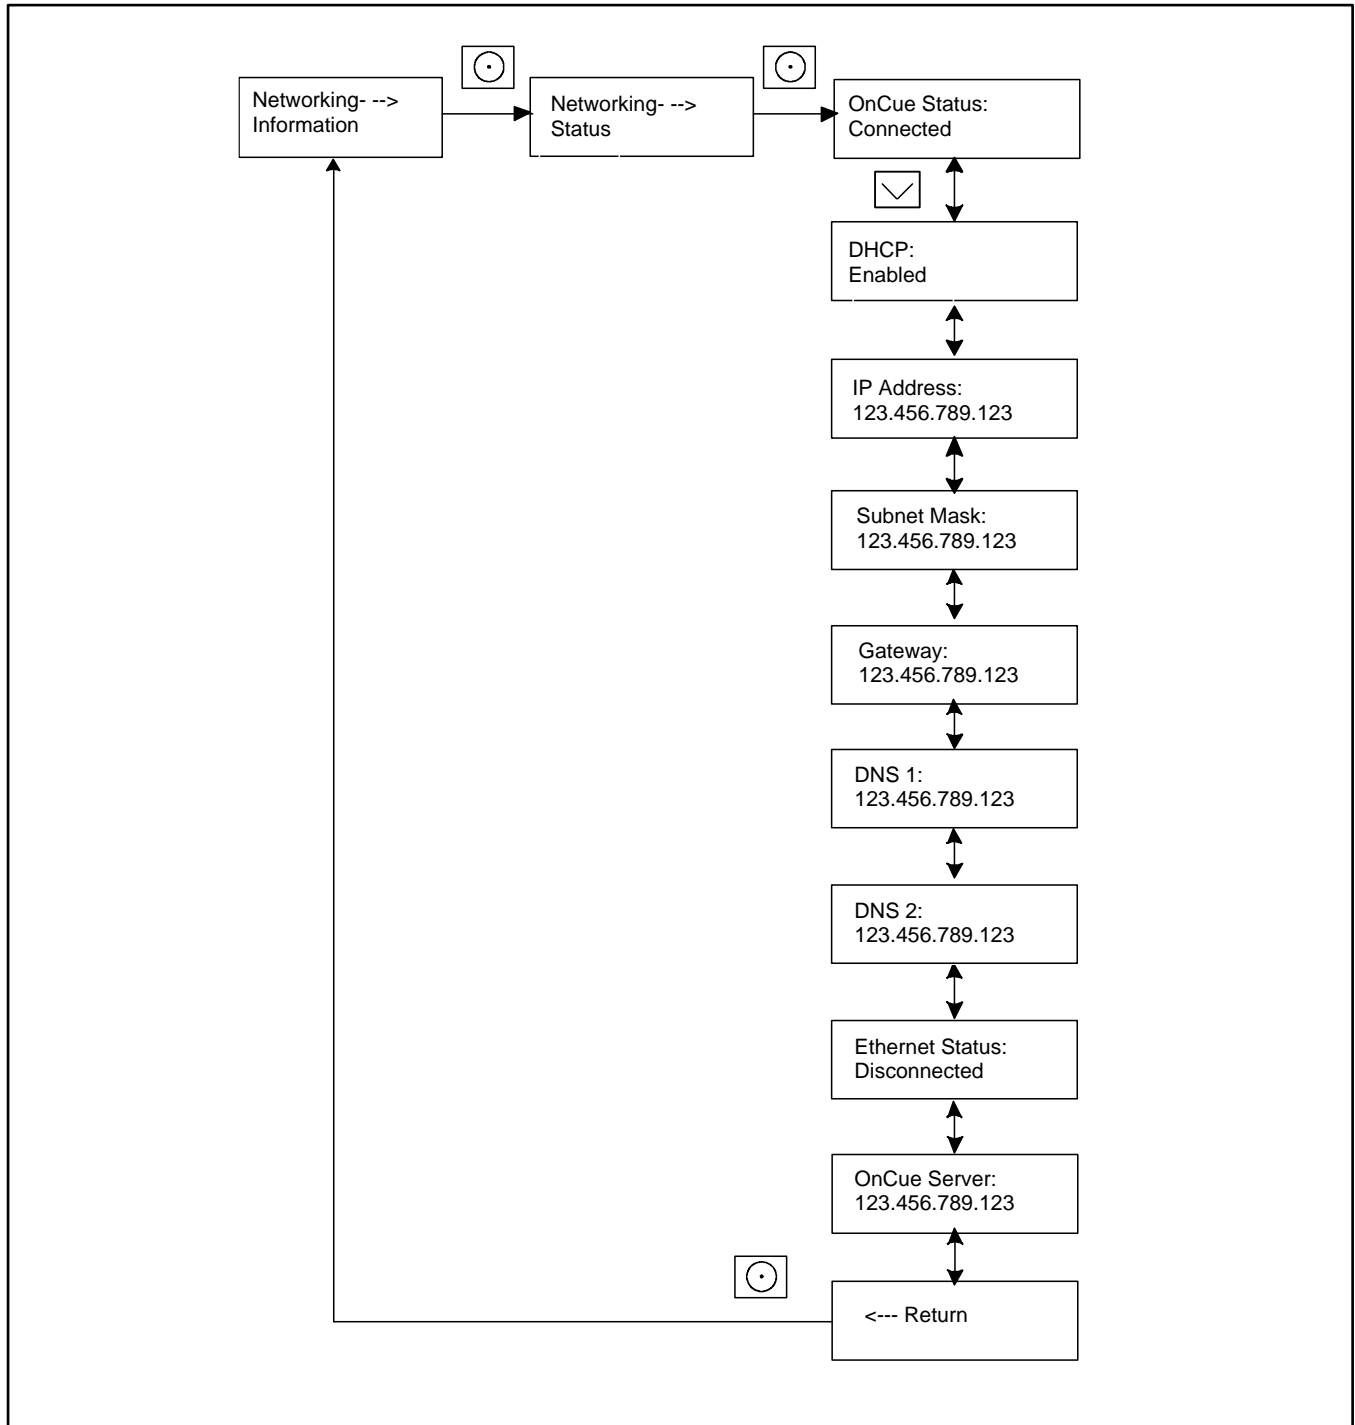 Networking- -->
Information
Networking- -->
Status
OnCue Status:
Connected
DHCP:
Enabled
IP Address:
123.456.789.123
Subnet Mask:
123.456.789.123
Gateway:
123.456.789.123
DNS 1:
123.456.789.123
DNS 2:
123.456.789.123
Ethernet Status:
Disconnected
OnCue Server:
123.456.789.123
<--- Return